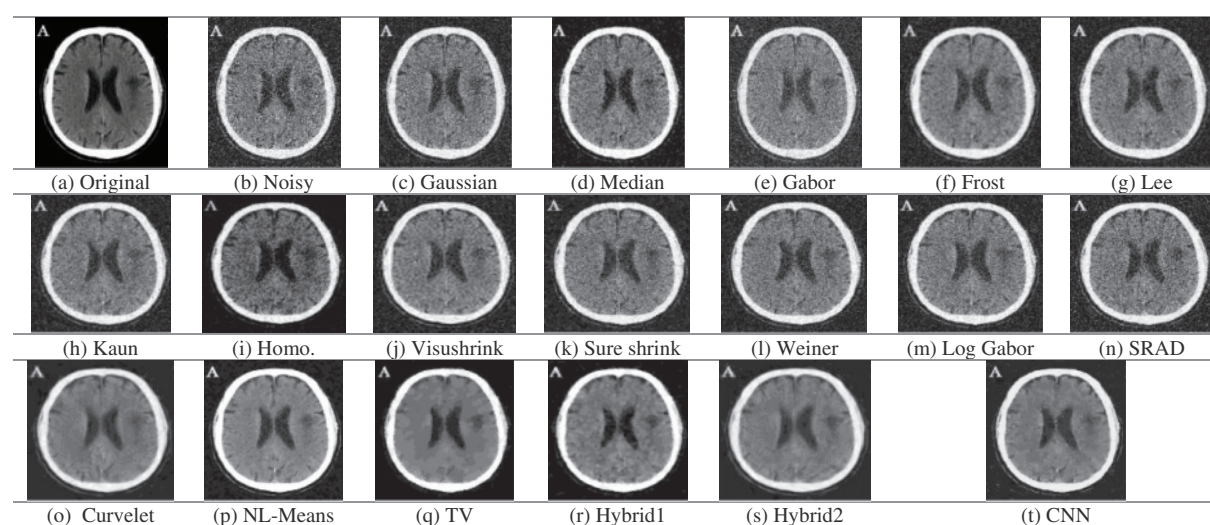 (a) Original (b) Noisy (c) Gaussian (d) Median (e) Gabor (f) Frost (g) Lee
(h) Kaun (i) Homo. (j) Visushrink (k) Sure shrink (l) Weiner (m) Log Gabor (n) SRAD
(o) Curvelet (p) NL-Means (q) TV (r) Hybrid1 (s) Hybrid2 (t) CNN